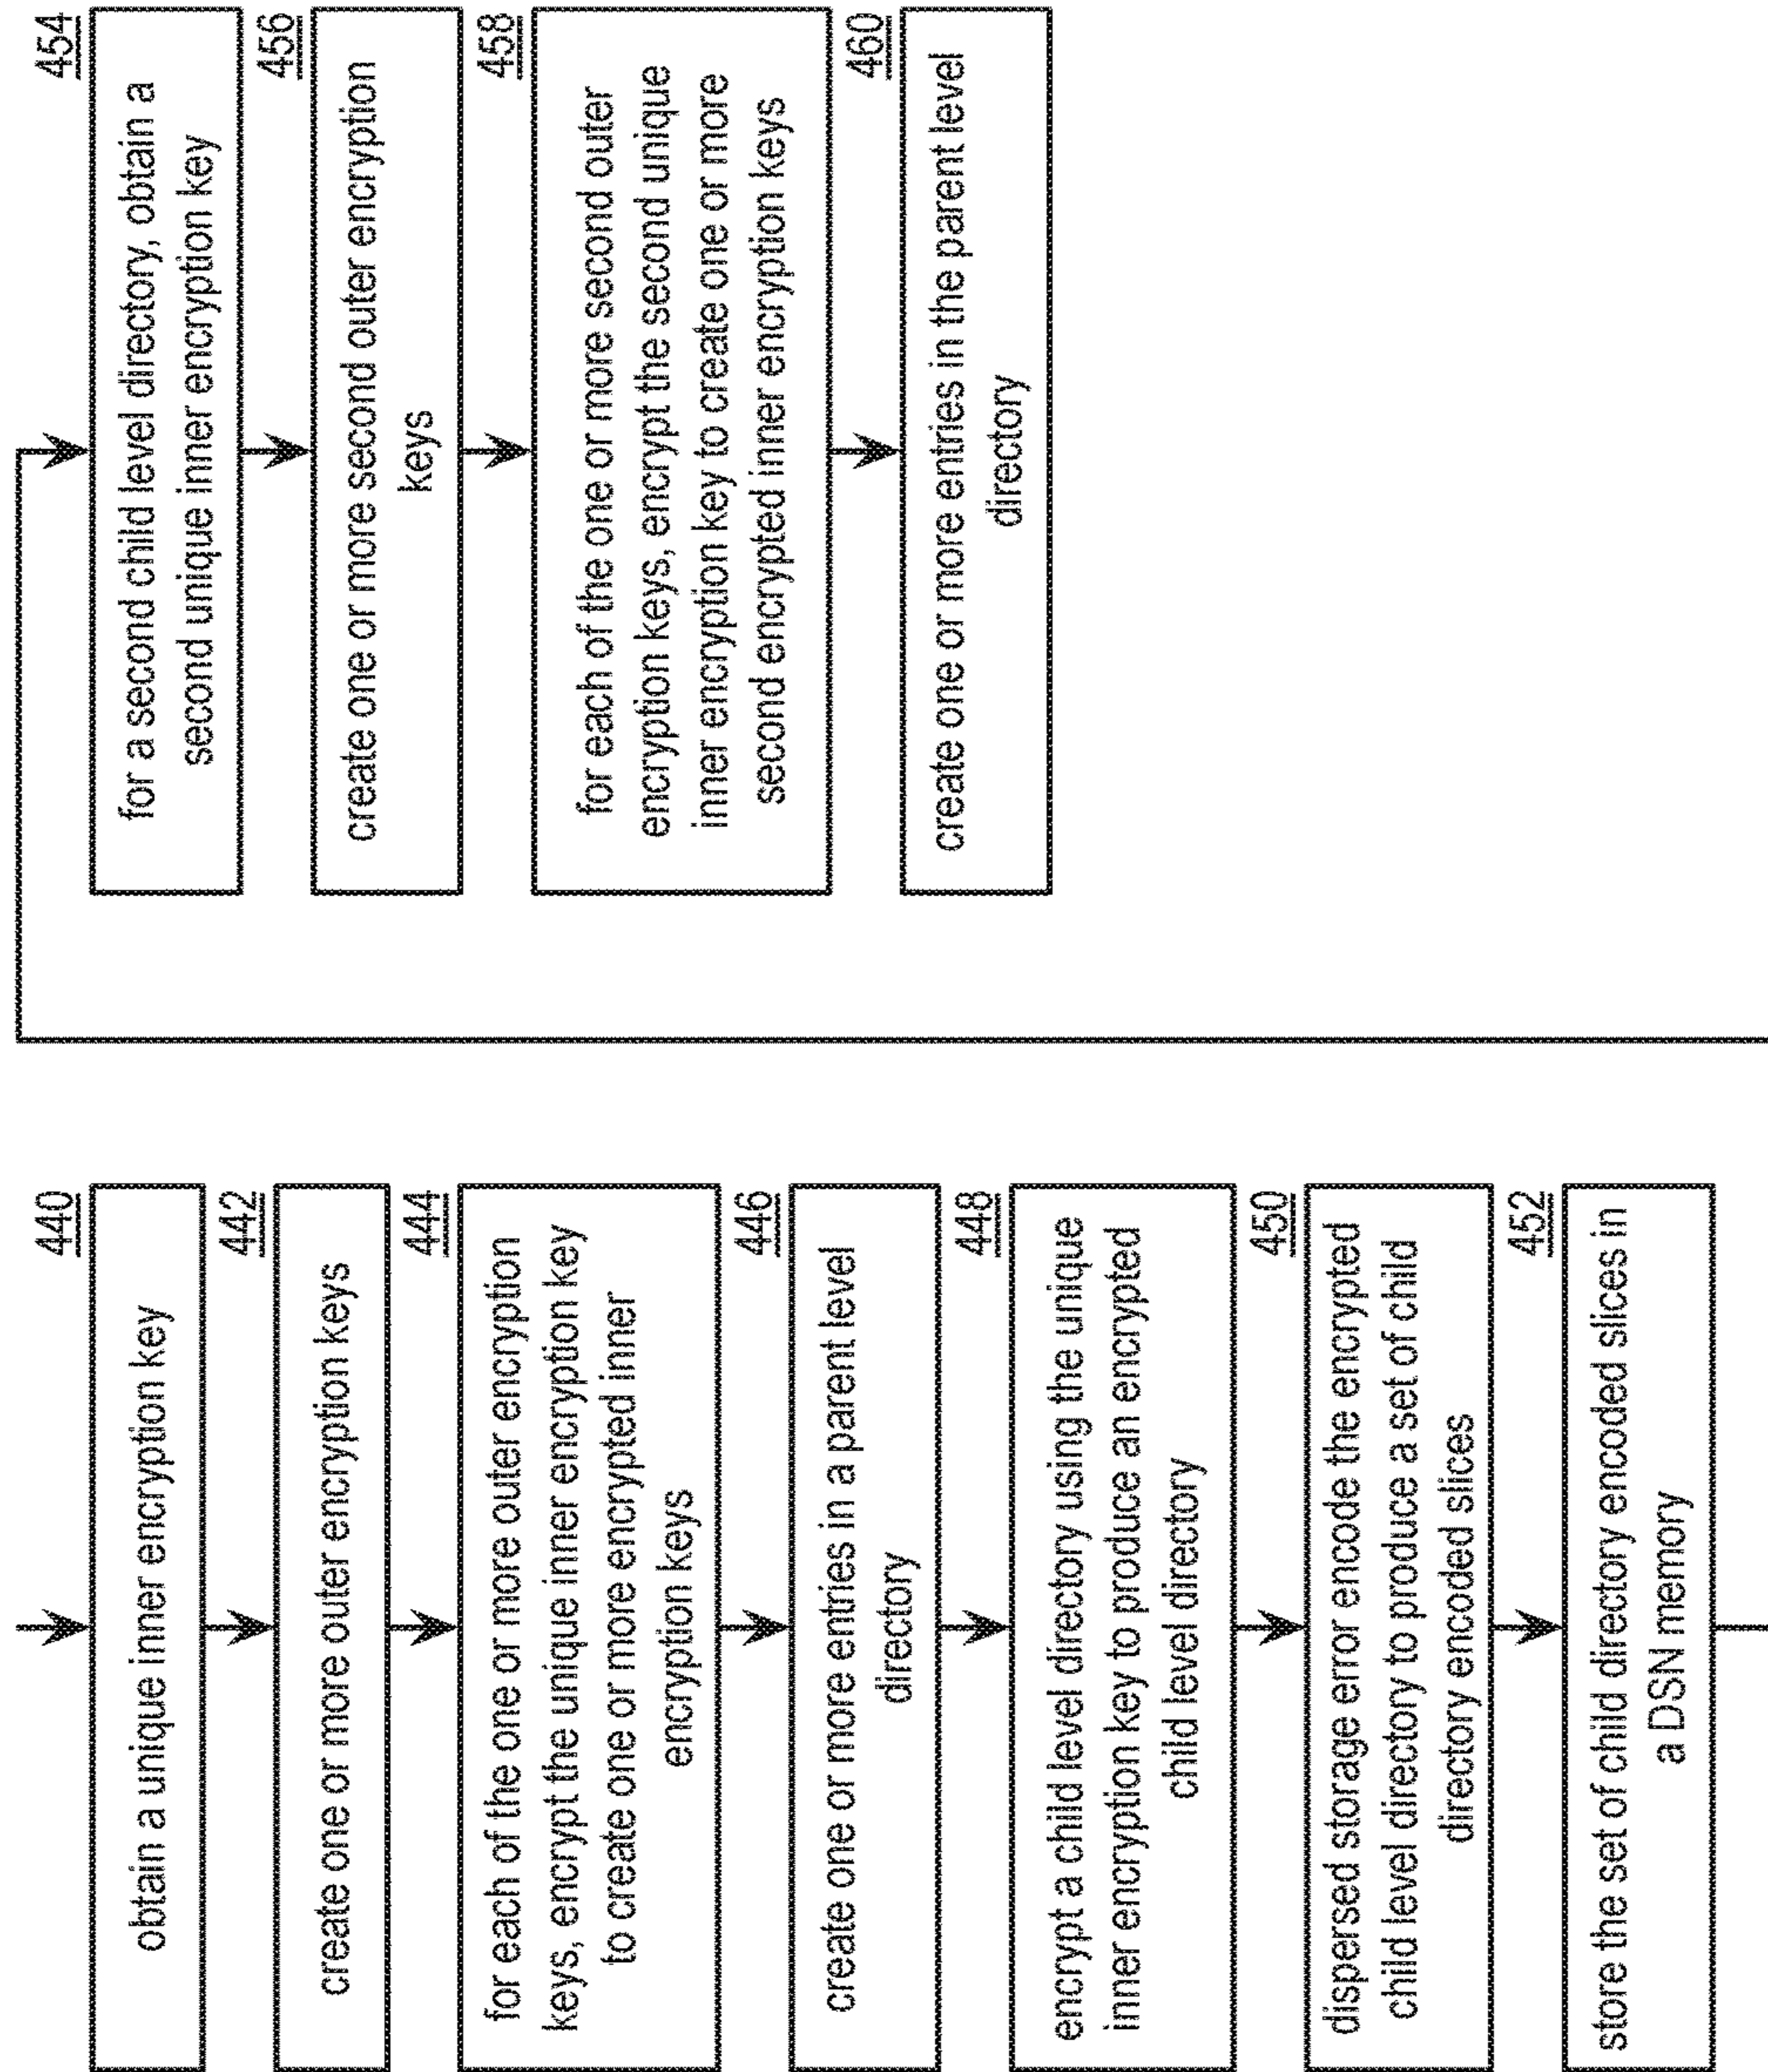 440
obtain a unique inner encryption key
442
create one or more outer encryption keys
444
for each of the one or more outer encryption
keys, encrypt the unique inner encryption key
to create one or more encrypted inner
encryption keys
446
create one or more entries in a parent level
directory
448
encrypt a child level directory using the unique
inner encryption key to produce an encrypted
child level directory
450
dispersed storage error encode the encrypted
child level directory to produce a set of child
directory encoded slices
452
store the set of child directory encoded slices in
a DSN memory
454
for a second child level directory, obtain a
second unique inner encryption key
456
create one or more second outer encryption
keys
458
for each of the one or more second outer
encryption keys, encrypt the second unique
inner encryption key to create one or more
second encrypted inner encryption keys
460
create one or more entries in the parent level
directory